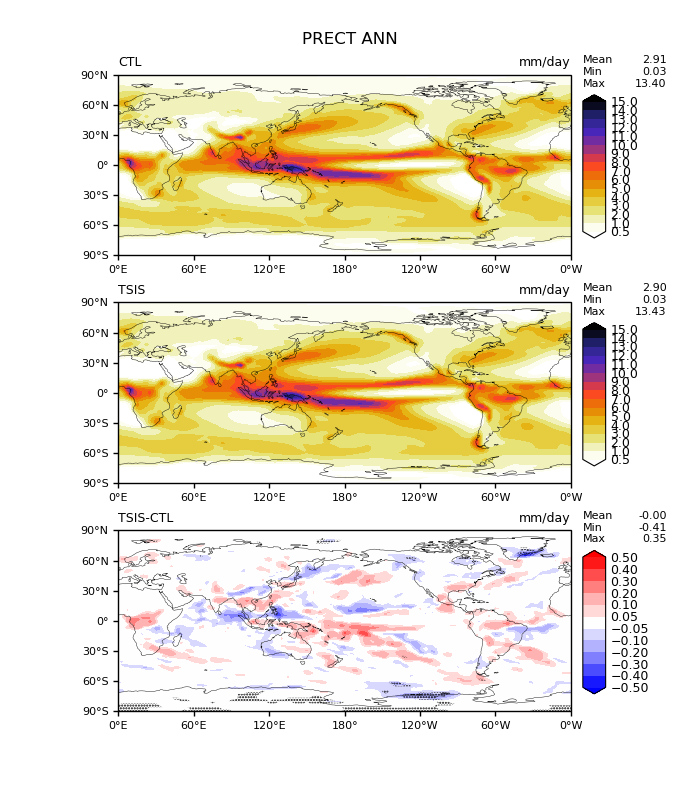 PRECT ANN
CTL mm/day
Mean 2.91
Min 0.03
Max 13.40
90°N
60°N
30°N
0°
30°S
60°S
90°S
0°E 60°E 120°E 180° 120°W 60°W 0°W
15.0
14.0
13.0
12.0
11.0
10.0
9.0
8.0
7.0
6.0
5.0
4.0
3.0
2.0
1.0
0.5
TSIS mm/day
Mean 2.90
Min 0.03
Max 13.43
90°N
60°N
30°N
0°
30°S
60°S
90°S
0°E 60°E 120°E 180° 120°W 60°W 0°W
15.0
14.0
13.0
12.0
11.0
10.0
9.0
8.0
7.0
6.0
5.0
4.0
3.0
2.0
1.0
0.5
TSIS-CTL mm/day
Mean -0.00
Min -0.41
Max 0.35
90°N
60°N
30°N
0°
30°S
60°S
90°S
0°E 60°E 120°E 180° 120°W 60°W 0°W
0.50
0.40
0.30
0.20
0.10
0.05
−0.05
−0.10
−0.20
−0.30
−0.40
−0.50